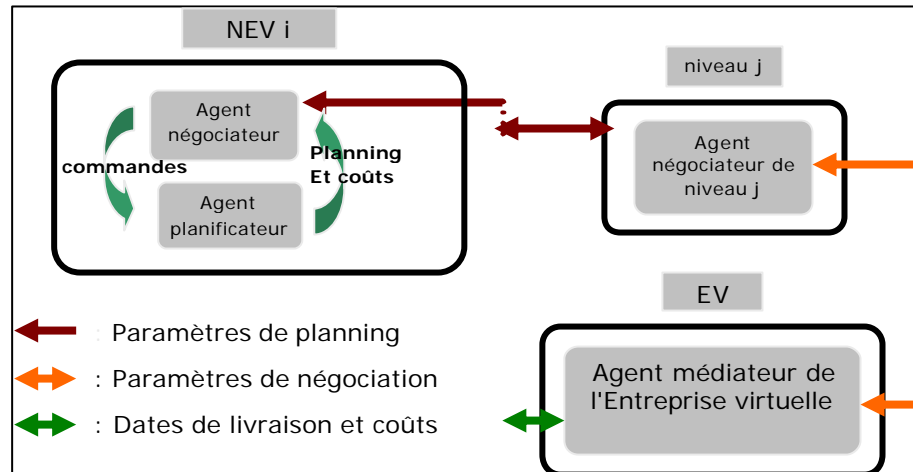 NEV i
niveau j
Agent
négociateur
commandes
Planning
Et coûts
Agent
planificateur
Agent
négociateur de
niveau j
EV
Agent médiateur de
l'Entreprise virtuelle
: Paramètres de planning
: Paramètres de négociation
: Dates de livraison et coûts